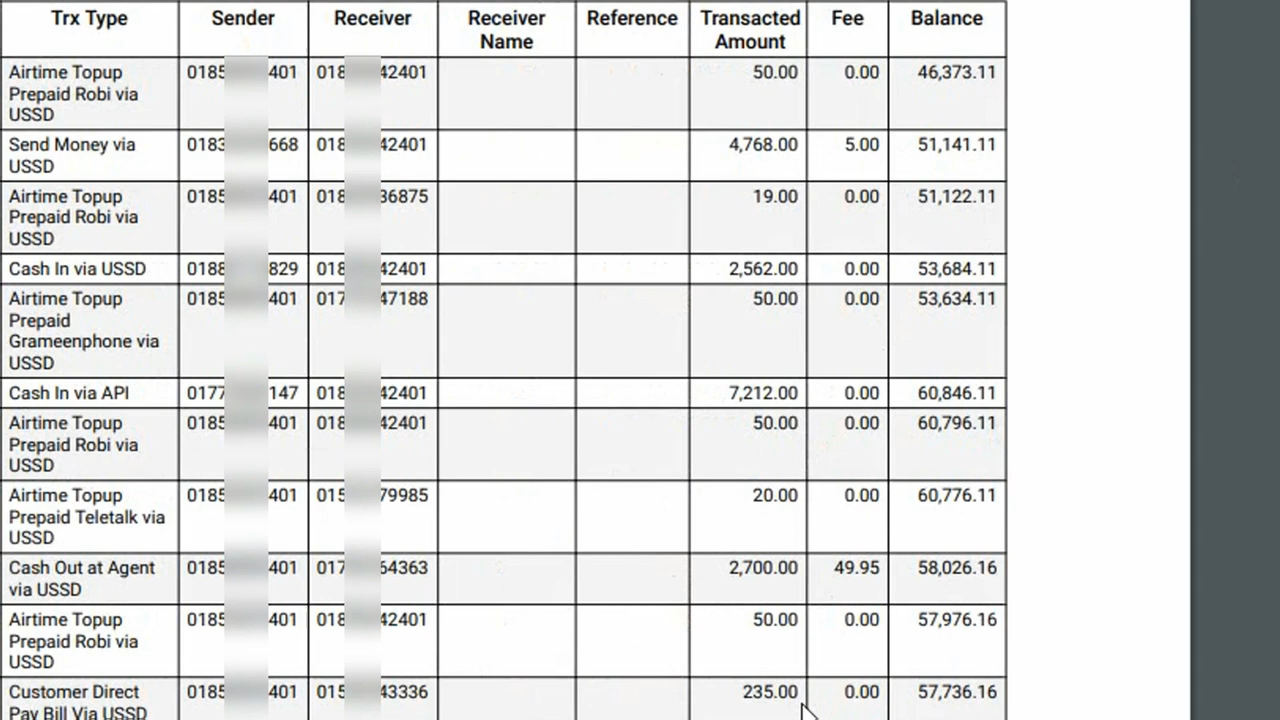 Trx Type Sender Receiver Receiver Reference Transacted Fee Balance
Name Amount
Airtime Topup 0185 401 018 42401 50.00 0.00 46,373.11
Prepaid Robi via
USSD
Send Money via 0183 668 018 42401 4,768.00 5.00 51,141.11
USSD
Airtime Topup 0185 401 018 36875 19.00 0.00 51,122.11
Prepaid Robi via
USSD
Cash In via USSD 0188 829 018 42401 2,562.00 0.00 53,684.11
Airtime Topup 0185 401 017 47188 50.00 0.00 53,634.11
Prepaid
Grameenphone via
USSD
Cash In via API 0177 147 018 42401 7,212.00 0.00 60,846.11
Airtime Topup 0185 401 018 42401 50.00 0.00 60,796.11
Prepaid Robi via
USSD
Airtime Topup 0185 401 015 79985 20.00 0.00 60,776.11
Prepaid Teletalk via
USSD
Cash Out at Agent 0185 401 017 64363 2,700.00 49.95 58,026.16
via USSD
Airtime Topup 0185 401 018 42401 50.00 0.00 57,976.16
Prepaid Robi via
USSD
Customer Direct 0185 401 015 43336 235.00 0.00 57,736.16
Pay Bill Via USSD